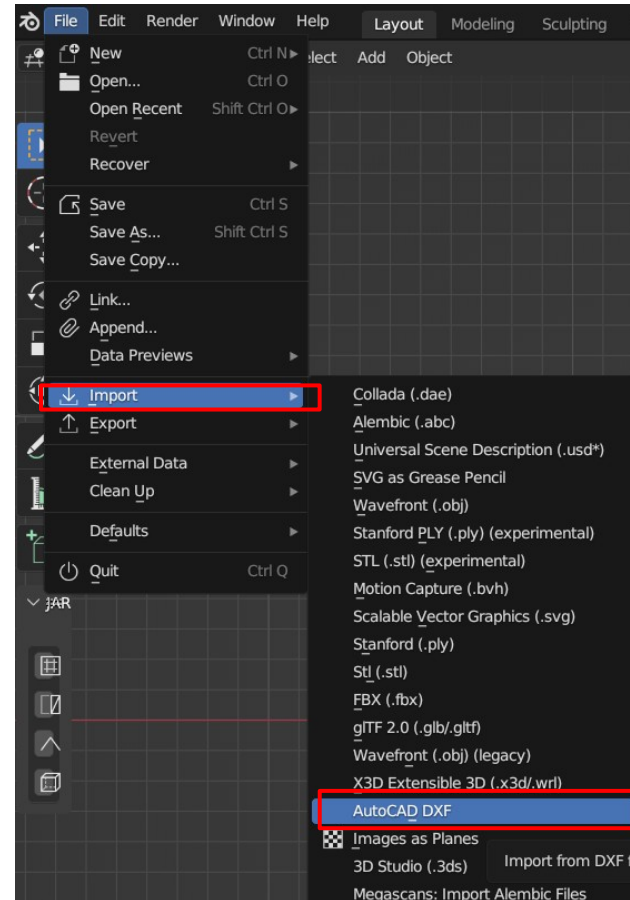 File Edit Render Window Help Layout Modeling Sculpting
New Ctrl N
Add Object
Open... Ctrl O
Open Recent Shift Ctrl O
Revert
Recover
Save Ctrl S
Save As... Shift Ctrl S
Save Copy...
Link...
Append...
Data Previews
Import
Collada (.dae)
Export
Alembic (.abc)
Universal Scene Description (.usd*)
External Data
SVG as Grease Pencil
Clean Up
Wavefront (.obj)
Defaults
Stanford PLY (.ply) (experimental)
STL (.stl) (experimental)
Quit Ctrl Q
Motion Capture (.bvh)
Scalable Vector Graphics (.svg)
Stanford (.ply)
Stl (.stl)
FBX (.fbx)
glTF 2.0 (.glb/.gltf)
Wavefront (.obj) (legacy)
X3D Extensible 3D (.x3d/.wrl)
AutoCAD DXF
Images as Planes
3D Studio (.3ds) Import from DXF
Megascans: Import Alembic Files